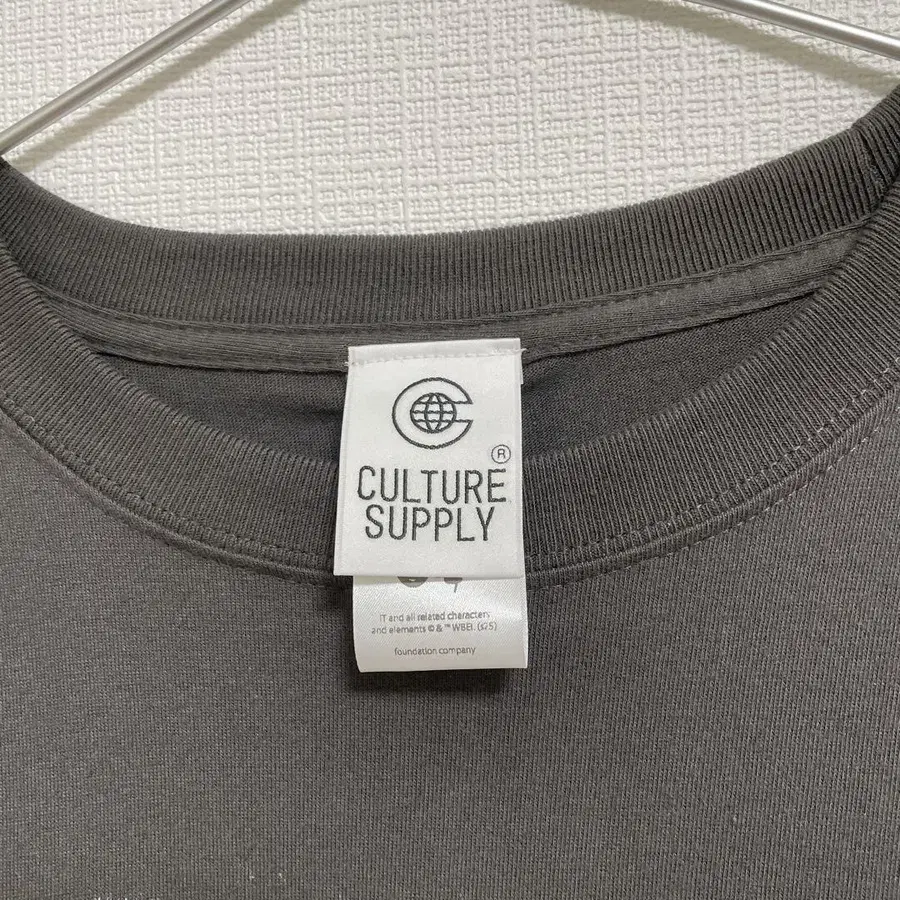 ®
CULTURE
SUPPLY
IT and all related characters
and elements © & ™ WBEI. (s25)
foundation company